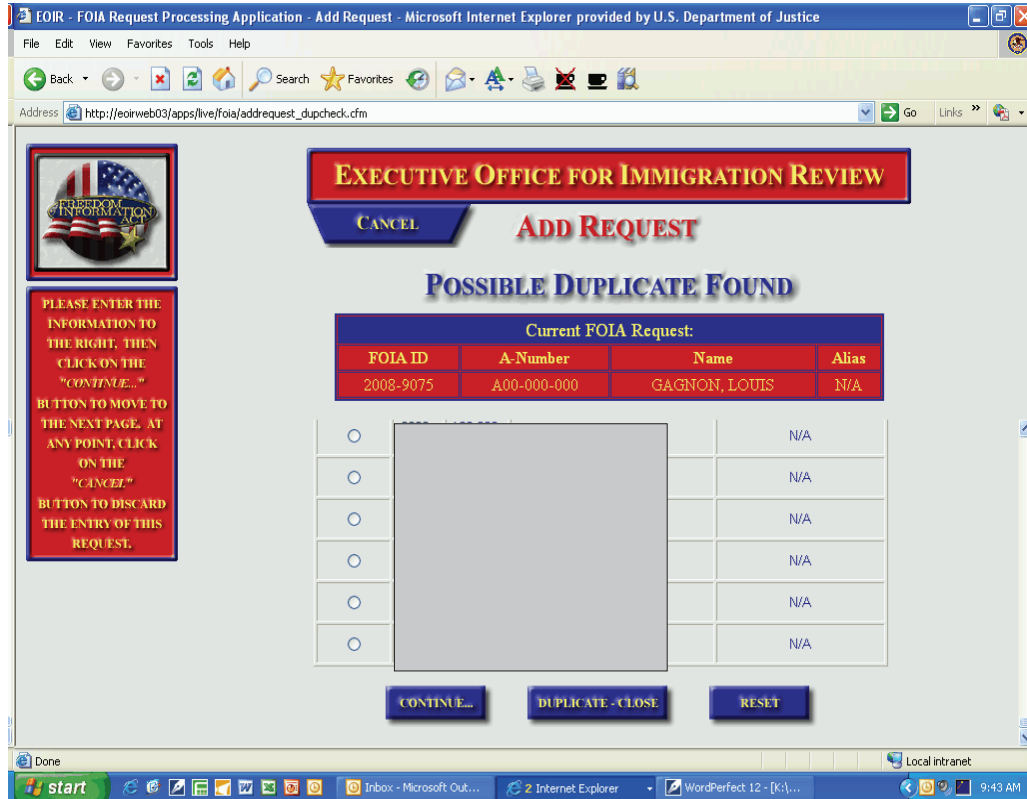 EOIR - FOIA Request Processing Application - Add Request - Microsoft Internet Explorer provided by U.S. Department of Justice
File Edit View Favorites Tools Help
Back Search Favorites
Address http://eoirweb03/apps/live/foia/addrequest_dupcheck.cfm Go Links »
FREEDOM
OF INFORMATION
ACT
EXECUTIVE OFFICE FOR IMMIGRATION REVIEW
CANCEL ADD REQUEST
POSSIBLE DUPLICATE FOUND
PLEASE ENTER THE
INFORMATION TO
THE RIGHT, THEN
CLICK ON THE
"CONTINUE..."
BUTTON TO MOVE TO
THE NEXT PAGE. AT
ANY POINT, CLICK
ON THE
"CANCEL"
BUTTON TO DISCARD
THE ENTRY OF THIS
REQUEST.
Current FOIA Request:
FOIA ID A-Number Name Alias
2008-9075 A00-000-000 GAGNON, LOUIS N/A
N/A
N/A
N/A
N/A
N/A
N/A
CONTINUE... DUPLICATE - CLOSE RESET
Done Local intranet
start Inbox - Microsoft Out... 2 Internet Explorer WordPerfect 12 - [K:\... 9:43 AM